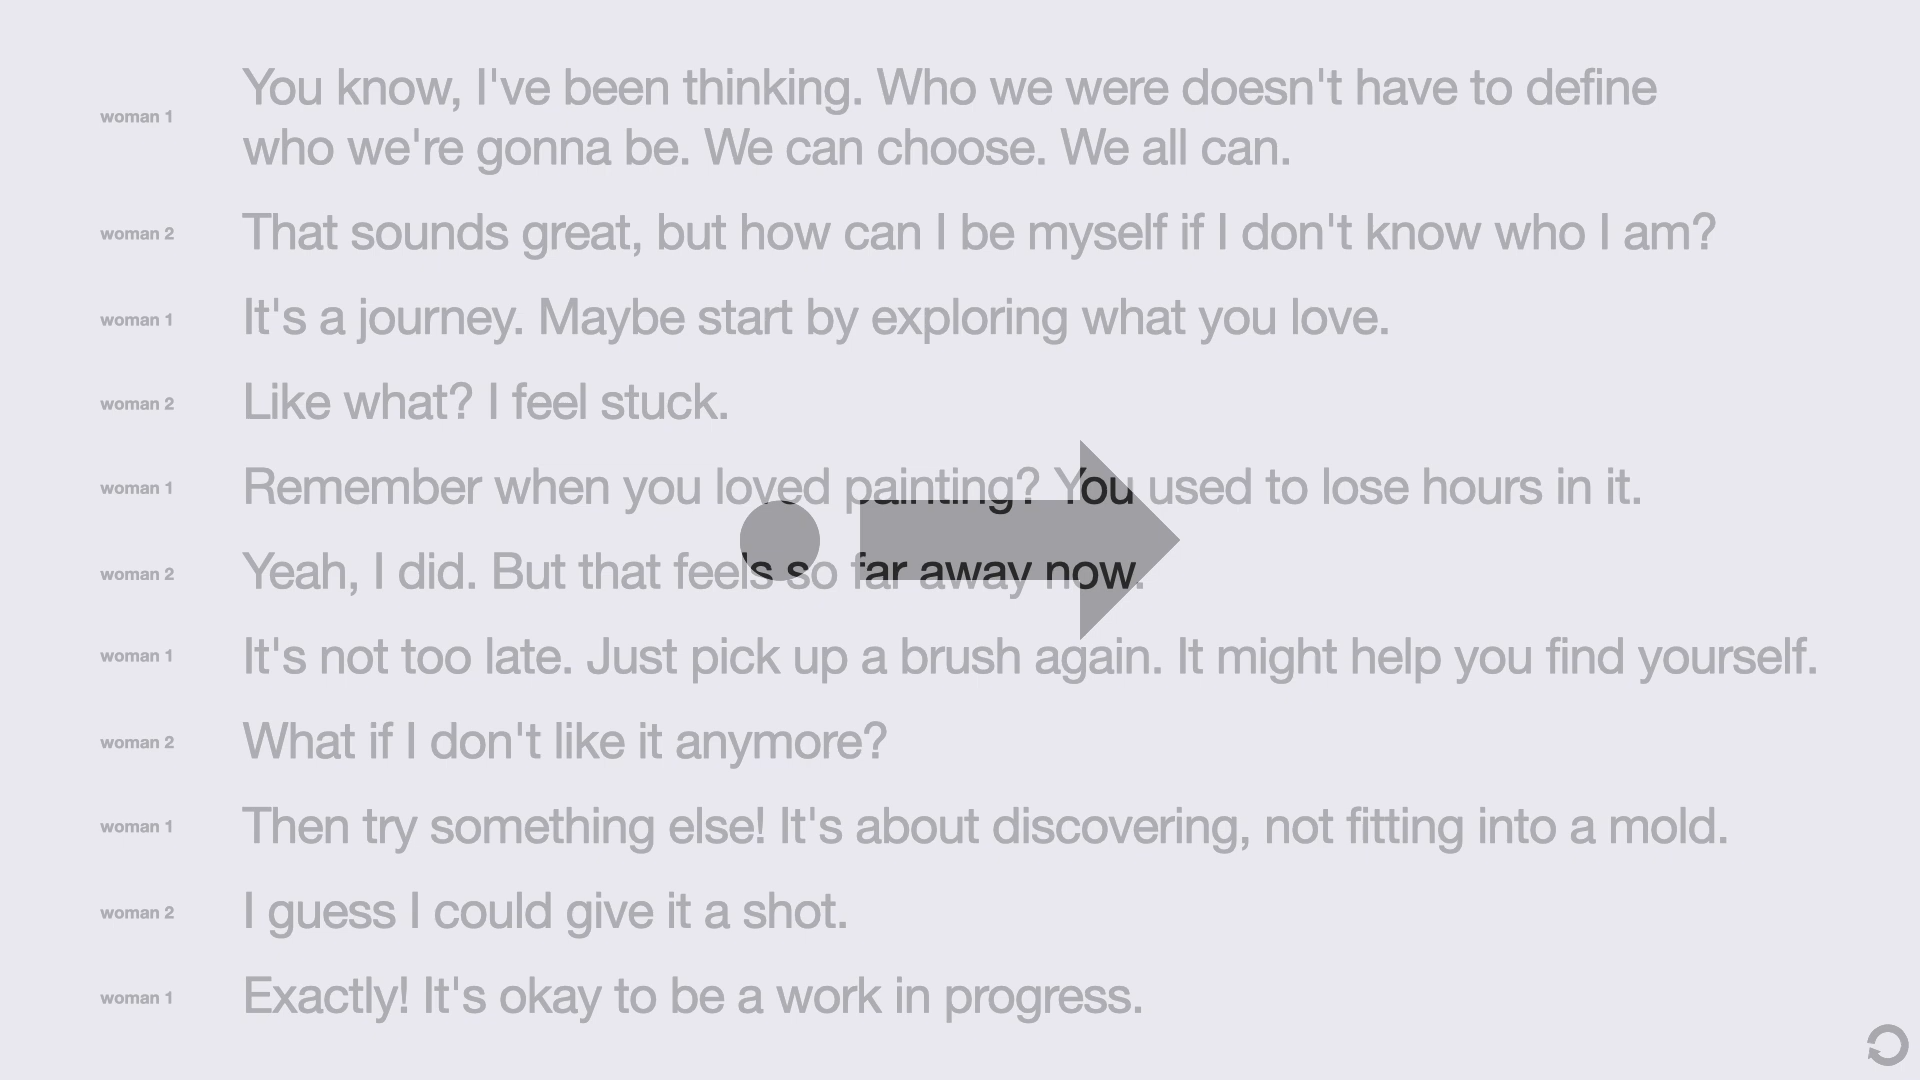 woman 1 You know, I've been thinking. Who we were doesn't have to define
who we're gonna be. We can choose. We all can.
woman 2 That sounds great, but how can I be myself if I don't know who I am?
woman 1 It's a journey. Maybe start by exploring what you love.
woman 2 Like what? I feel stuck.
woman 1 Remember when you loved painting? You used to lose hours in it.
woman 2 Yeah, I did. But that feels so far away now.
woman 1 It's not too late. Just pick up a brush again. It might help you find yourself.
woman 2 What if I don't like it anymore?
woman 1 Then try something else! It's about discovering, not fitting into a mold.
woman 2 I guess I could give it a shot.
woman 1 Exactly! It's okay to be a work in progress.